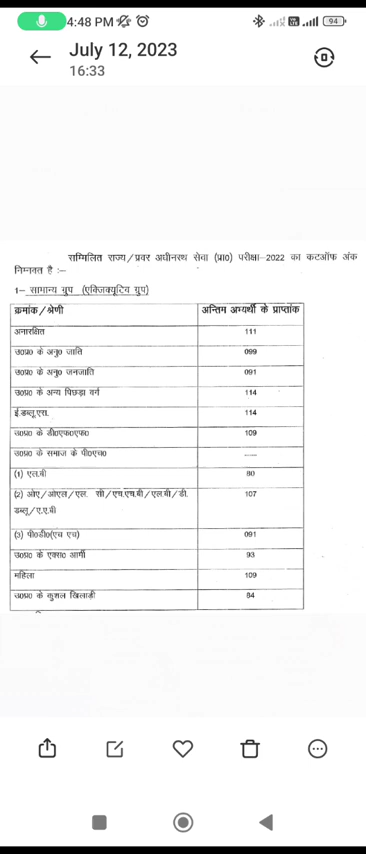 4:48 PM
94
July 12, 2023
16:33
सम्मिलित राज्य/प्रवर अधीनस्थ सेवा (प्रा0) परीक्षा–2022 का कटऑफ अंक
निम्नवत है :—
1– सामान्य ग्रुप (एक्जिक्यूटिव ग्रुप)
क्रमांक/श्रेणी अन्तिम अभ्यर्थी के प्राप्तांक
अनारक्षित 111
उ0प्र0 के अनु0 जाति 099
उ0प्र0 के अनु0 जनजाति 091
उ0प्र0 के अन्य पिछड़ा वर्ग 114
ई.डब्लू.एस. 114
उ0प्र0 के डी0एफ0एफ0 109
उ0प्र0 के समाज के पी0एच0 -----
(1) एल.वी 80
(2) ओए/ओएल/एल. सी/एच.एच.बी/एल.बी/डी. 107
डब्लू/ए.ए.बी
(3) पी0डी0(एच एच) 091
उ0प्र0 के एक्स0 आर्मी 93
महिला 109
उ0प्र0 के कुशल खिलाड़ी 84